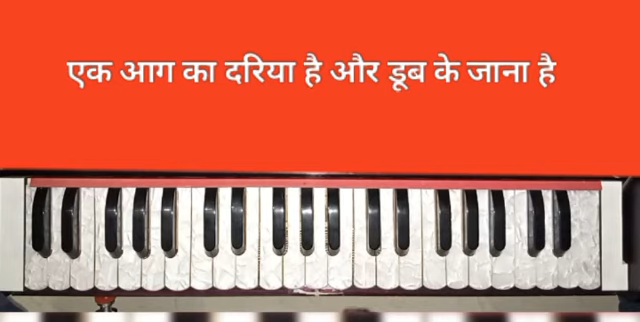 एक आग का दरिया है और डूब के जाना है